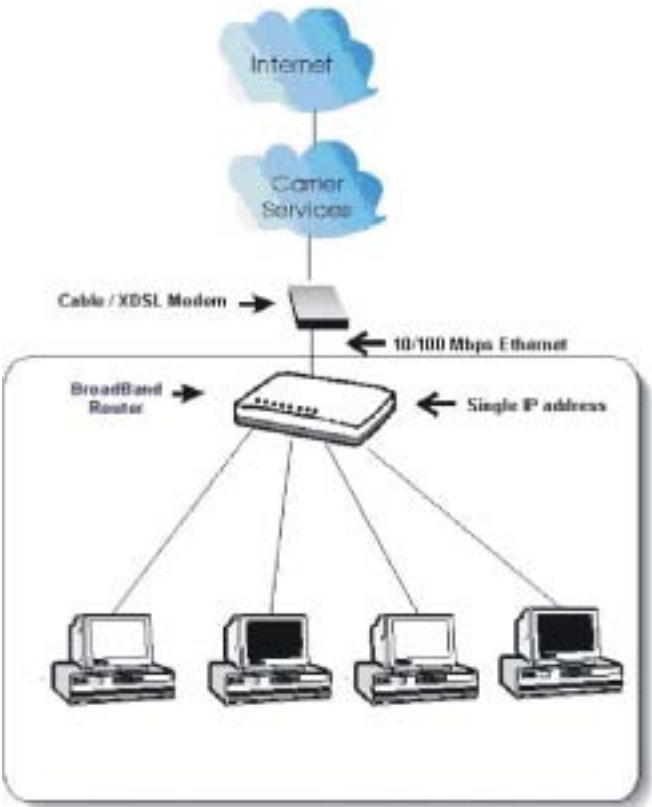 Internet
Carrier
Services
Cable / XDSL Modem
10/100 Mbps Ethernet
BroadBand
Router
Single IP address